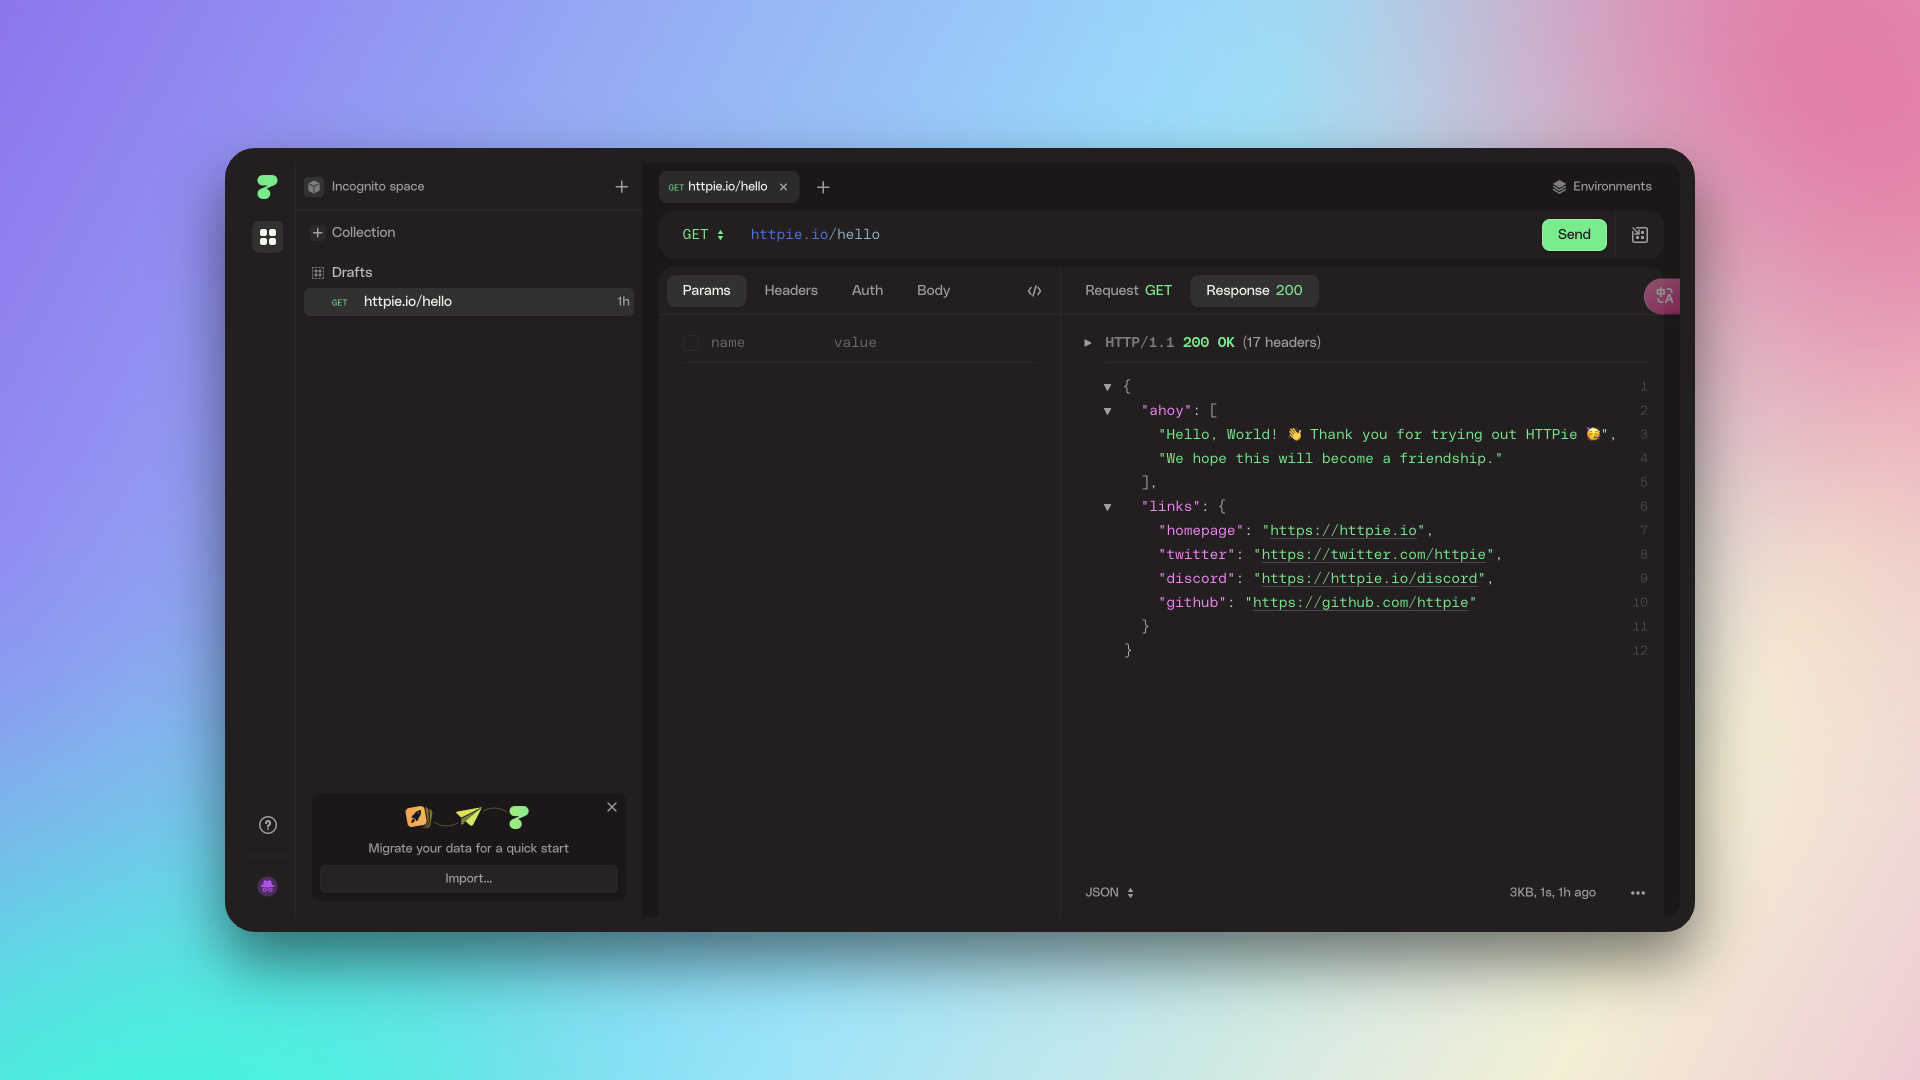 Incognito space
Collection
Drafts
GET httpie.io/hello 1h
Migrate your data for a quick start
Import...
GET httpie.io/hello
Environments
GET httpie.io/hello
Send
Params Headers Auth Body
name value
Request GET Response 200
HTTP/1.1 200 OK (17 headers)
{ 1
"ahoy": [ 2
"Hello, World! 👋 Thank you for trying out HTTPie 🥳", 3
"We hope this will become a friendship." 4
], 5
"links": { 6
"homepage": "https://httpie.io", 7
"twitter": "https://twitter.com/httpie", 8
"discord": "https://httpie.io/discord", 9
"github": "https://github.com/httpie" 10
} 11
} 12
JSON
3KB, 1s, 1h ago